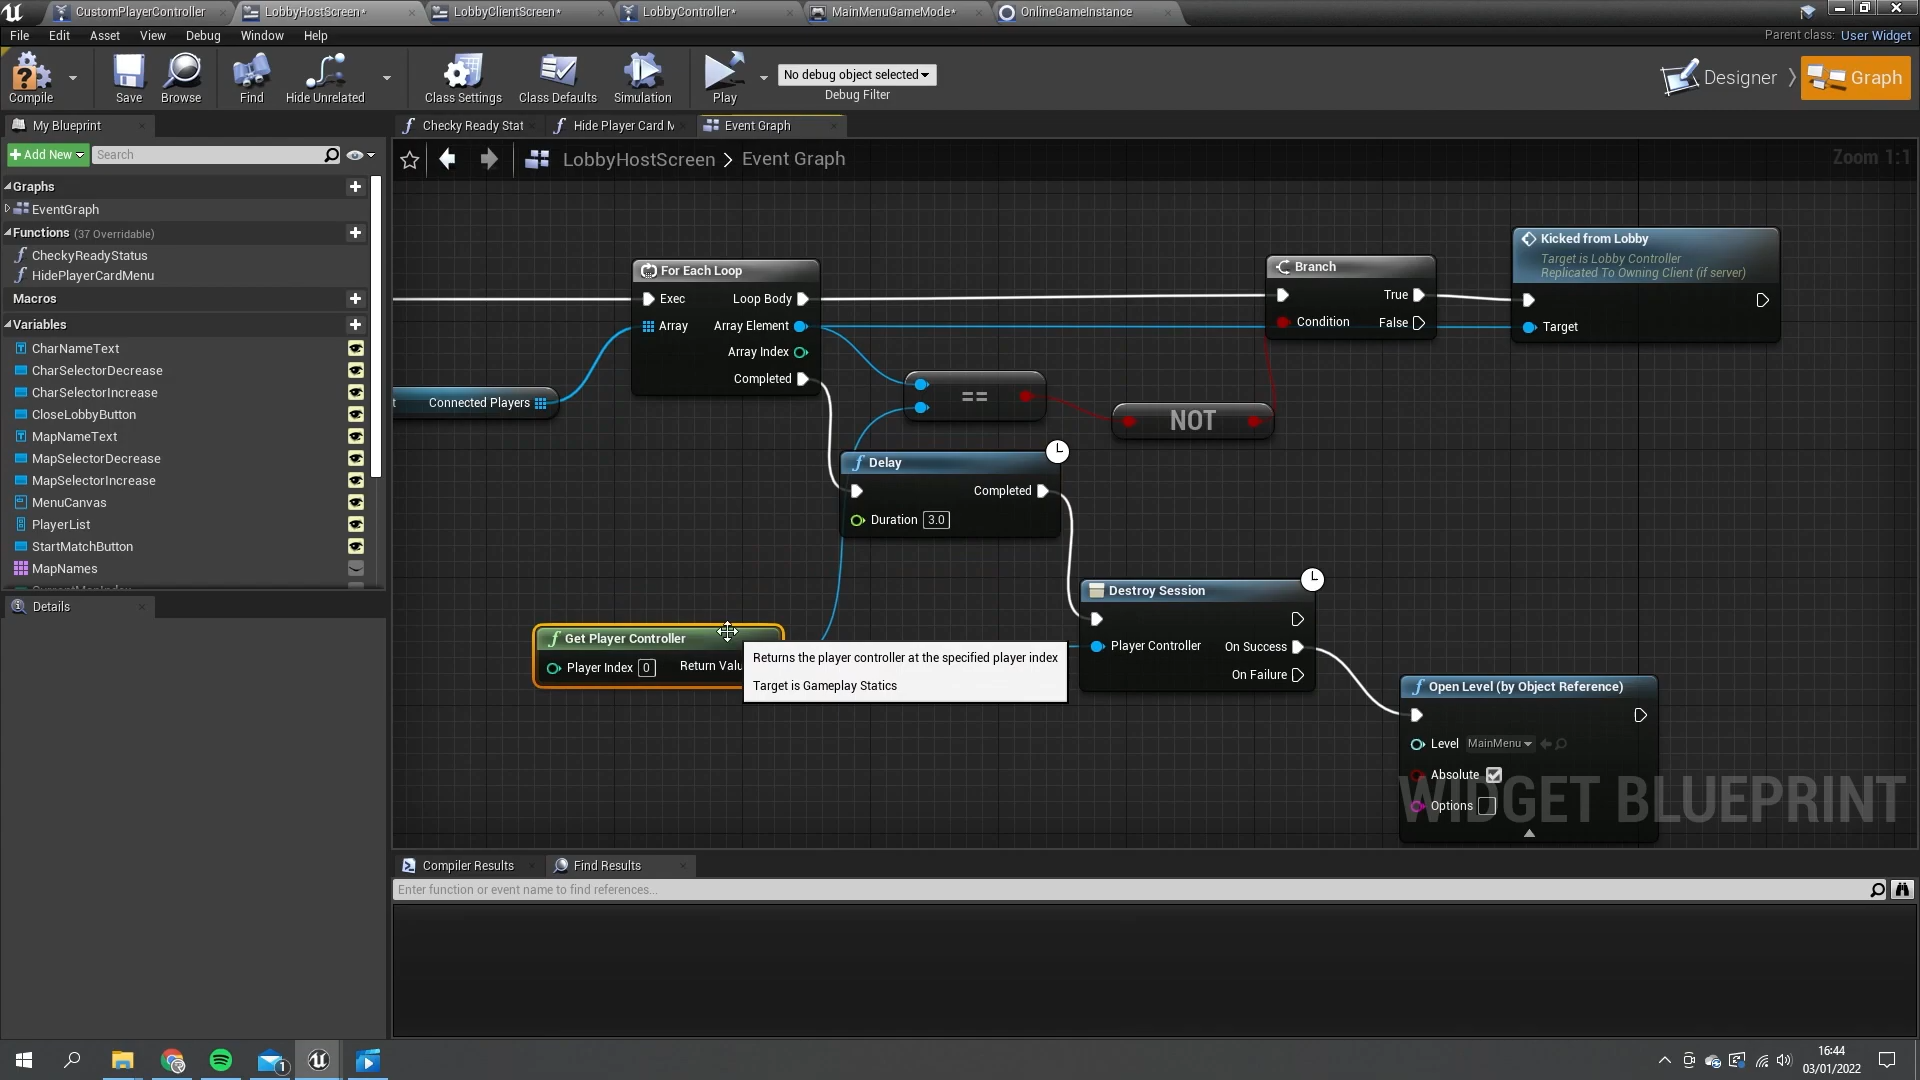 CustomPlayerController
LobbyHostScreen*
LobbyClientScreen*
LobbyController*
MainMenuGameMode*
OnlineGameInstance
File Edit Asset View Debug Window Help
Parent class: User Widget
Compile
Save
Browse
Find
Hide Unrelated
Class Settings
Class Defaults
Simulation
Play
No debug object selected
Debug Filter
Designer
Graph
My Blueprint
Checky Ready Stat
Hide Player Card M
Event Graph
Add New
Search
LobbyHostScreen > Event Graph
Zoom 1:1
Graphs
EventGraph
Functions (37 Overridable)
CheckyReadyStatus
HidePlayerCardMenu
Macros
Variables
CharNameText
CharSelectorDecrease
CharSelectorIncrease
CloseLobbyButton
MapNameText
MapSelectorDecrease
MapSelectorIncrease
MenuCanvas
PlayerList
StartMatchButton
MapNames
Details
For Each Loop
Exec Loop Body
Array Array Element
Array Index
Completed
t Connected Players
==
NOT
Branch
True
Condition False
Kicked from Lobby
Target is Lobby Controller
Replicated To Owning Client (if server)
Target
Delay
Completed
Duration 3.0
Get Player Controller
Player Index 0 Return Valu
Returns the player controller at the specified player index
Target is Gameplay Statics
Destroy Session
Player Controller On Success
On Failure
Open Level (by Object Reference)
Level MainMenu
Absolute
Options
WIDGET BLUEPRINT
Compiler Results
Find Results
Enter function or event name to find references...
1
16:44
03/01/2022